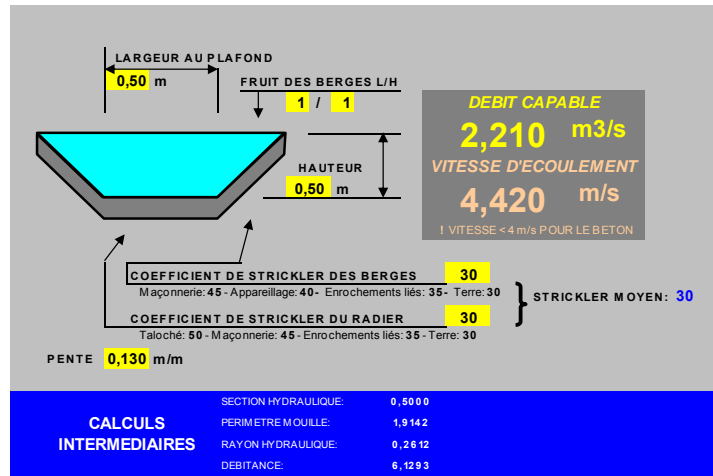 LARGEUR AU PLAFOND
0,50 m
FRUIT DES BERGES L/H
1 / 1
DEBIT CAPABLE
2,210 m3/s
VITESSE D'ECOULEMENT
4,420 m/s
! VITESSE < 4 m/s POUR LE BETON
HAUTEUR
0,50 m
COEFFICIENT DE STRICKLER DES BERGES 30
Maçonnerie: 45 - Appareillage: 40 - Enrochements liés: 35 - Terre: 30
STRICKLER MOYEN: 30
COEFFICIENT DE STRICKLER DU RADIER 30
Taloché: 50 - Maçonnerie: 45 - Enrochements liés: 35 - Terre: 30
PENTE 0,130 m/m
CALCULS
INTERMEDIAIRES
SECTION HYDRAULIQUE: 0,5000
PERIMETRE MOUILLE: 1,9142
RAYON HYDRAULIQUE: 0,2612
DEBITANCE: 6,1293